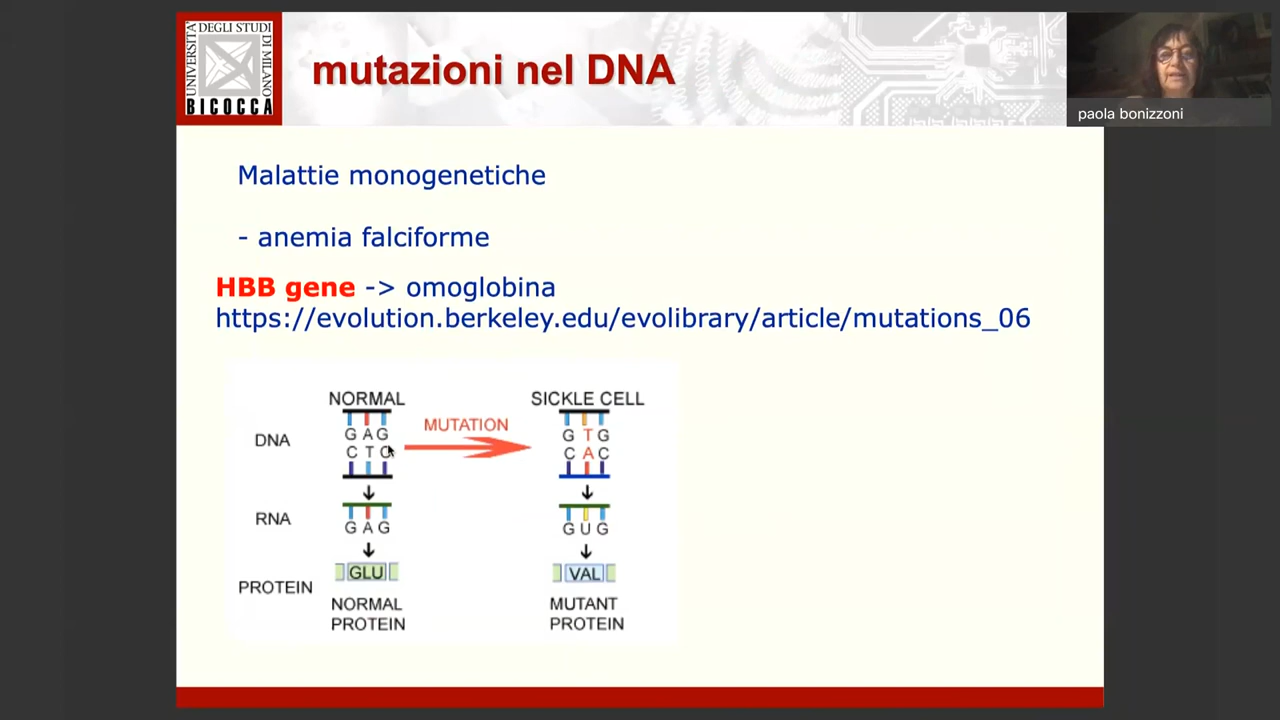 UNIVERSITA'
DEGLI STUDI
DI MILANO
BICOCCA
mutazioni nel DNA
paola bonizzoni
Malattie monogenetiche
- anemia falciforme
HBB gene -> omoglobina
https://evolution.berkeley.edu/evolibrary/article/mutations_06
NORMAL
SICKLE CELL
MUTATION
DNA
G A G
C T C
G T G
C A C
RNA
G A G
G U G
PROTEIN
GLU
VAL
NORMAL
PROTEIN
MUTANT
PROTEIN